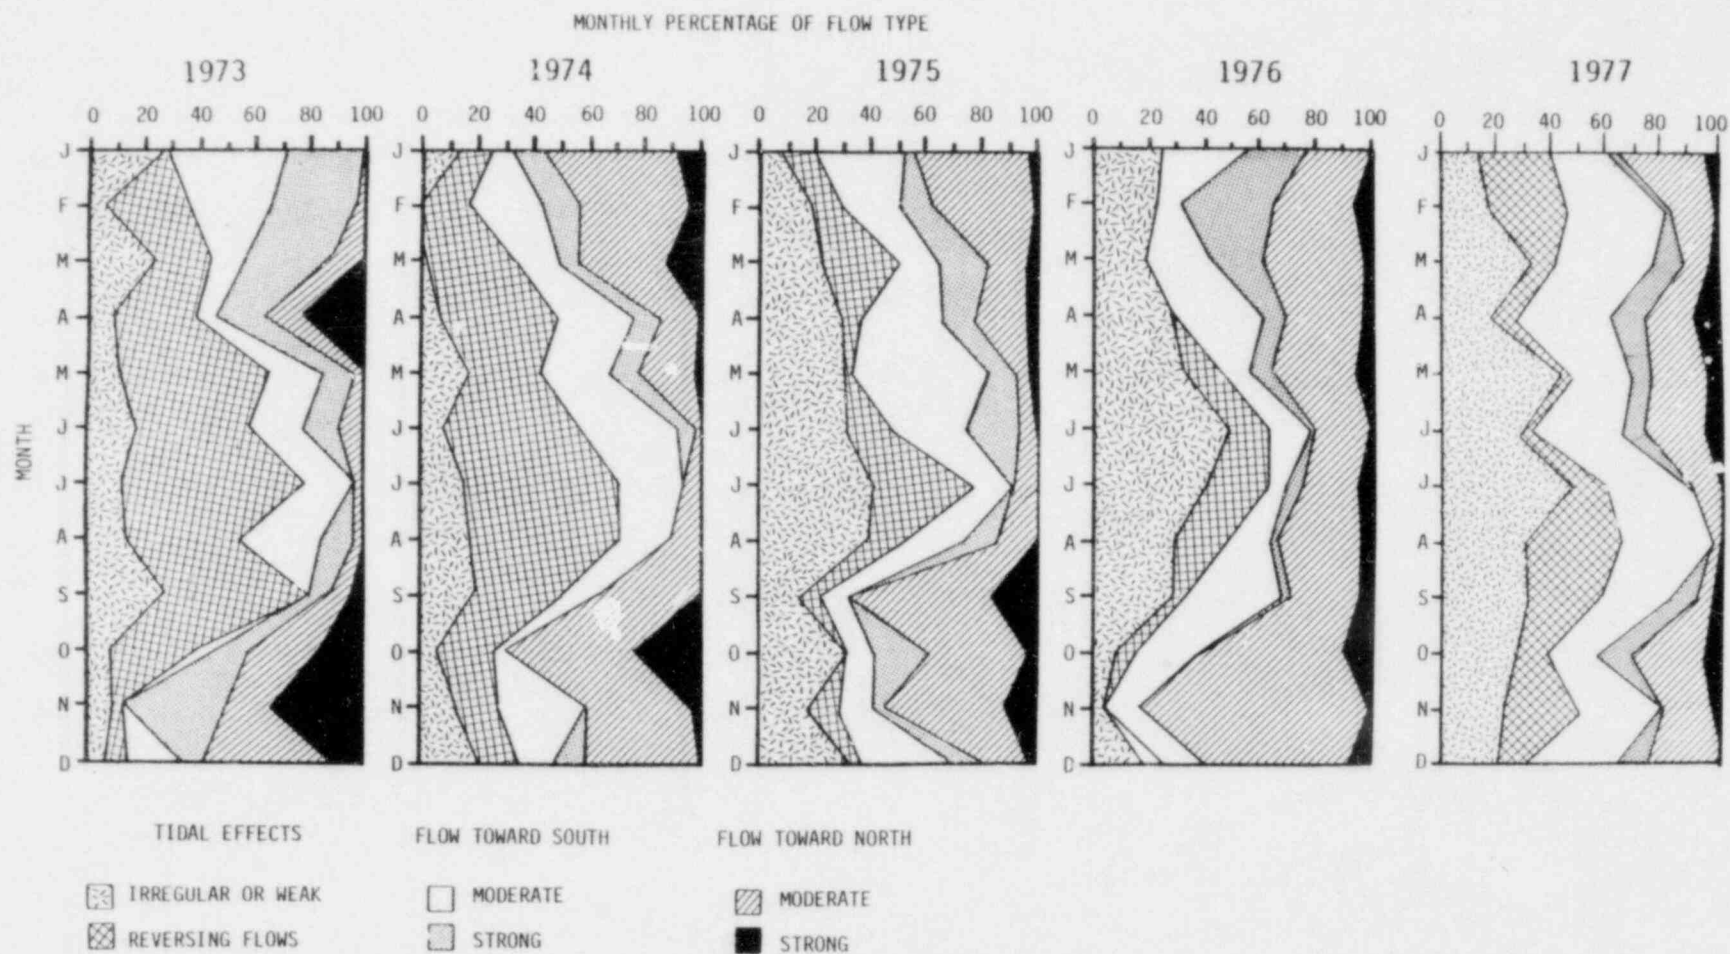 MONTHLY PERCENTAGE OF FLOW TYPE
1973 1974 1975 1976 1977
0 20 40 60 80 100 0 20 40 60 80 100 0 20 40 60 80 100 0 20 40 60 80 100 0 20 40 60 80 100
J J J J J
F F F F F
M M M M M
A A A A A
M M M M M
J J J J J
MONTH
J J J J J
A A A A A
S S S S S
O O O O O
N N N N N
D D D D D
TIDAL EFFECTS FLOW TOWARD SOUTH FLOW TOWARD NORTH
IRREGULAR OR WEAK MODERATE MODERATE
REVERSING FLOWS STRONG STRONG